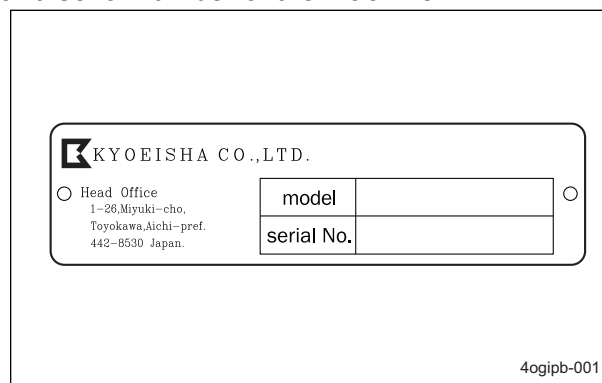 KYOEISHA CO.,LTD.
Head Office
1-26,Miyuki-cho,
Toyokawa,Aichi-pref.
442-8530 Japan.
model
serial No.
4ogipb-001